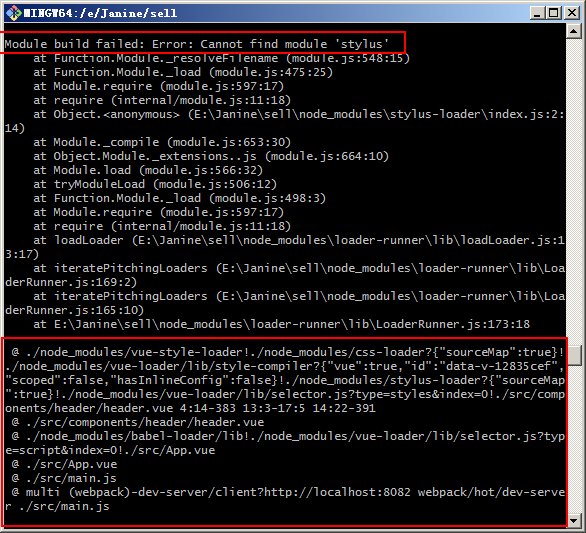 MINGW64:/e/Janine/sell
Module build failed: Error: Cannot find module 'stylus'
    at Function.Module._resolveFilename (module.js:548:15)
    at Function.Module._load (module.js:475:25)
    at Module.require (module.js:597:17)
    at require (internal/module.js:11:18)
    at Object.<anonymous> (E:\Janine\sell\node_modules\stylus-loader\index.js:2:
14)
    at Module._compile (module.js:653:30)
    at Object.Module._extensions..js (module.js:664:10)
    at Module.load (module.js:566:32)
    at tryModuleLoad (module.js:506:12)
    at Function.Module._load (module.js:498:3)
    at Module.require (module.js:597:17)
    at require (internal/module.js:11:18)
    at loadLoader (E:\Janine\sell\node_modules\loader-runner\lib\loadLoader.js:1
3:17)
    at iteratePitchingLoaders (E:\Janine\sell\node_modules\loader-runner\lib\Loa
derRunner.js:169:2)
    at iteratePitchingLoaders (E:\Janine\sell\node_modules\loader-runner\lib\Loa
derRunner.js:165:10)
    at E:\Janine\sell\node_modules\loader-runner\lib\LoaderRunner.js:173:18
 @ ./node_modules/vue-style-loader!./node_modules/css-loader?{"sourceMap":true}!
./node_modules/vue-loader/lib/style-compiler?{"vue":true,"id":"data-v-12835cef",
"scoped":false,"hasInlineConfig":false}!./node_modules/stylus-loader?{"sourceMap
":true}!./node_modules/vue-loader/lib/selector.js?type=styles&index=0!./src/comp
onents/header/header.vue 4:14-383 13:3-17:5 14:22-391
 @ ./src/components/header/header.vue
 @ ./node_modules/babel-loader/lib!./node_modules/vue-loader/lib/selector.js?typ
e=script&index=0!./src/App.vue
 @ ./src/App.vue
 @ ./src/main.js
 @ multi (webpack)-dev-server/client?http://localhost:8082 webpack/hot/dev-serve
r ./src/main.js